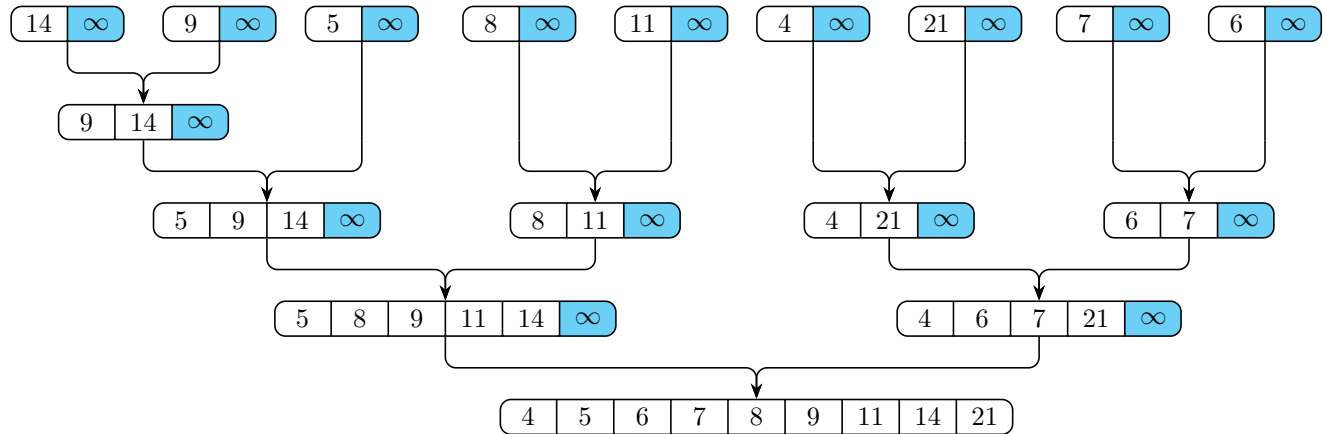 14 ∞ 9 ∞ 5 ∞ 8 ∞ 11 ∞ 4 ∞ 21 ∞ 7 ∞ 6 ∞
9 14 ∞
5 9 14 ∞ 8 11 ∞ 4 21 ∞ 6 7 ∞
5 8 9 11 14 ∞ 4 6 7 21 ∞
4 5 6 7 8 9 11 14 21